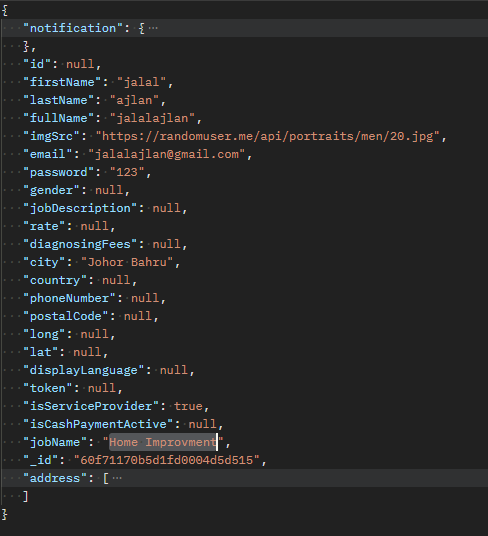 {
"notification": { ⋯
},
"id": null,
"firstName": "jalal",
"lastName": "ajlan",
"fullName": "jalalajlan",
"imgSrc": "https://randomuser.me/api/portraits/men/20.jpg",
"email": "jalalajlan@gmail.com",
"password": "123",
"gender": null,
"jobDescription": null,
"rate": null,
"diagnosingFees": null,
"city": "Johor Bahru",
"country": null,
"phoneNumber": null,
"postalCode": null,
"long": null,
"lat": null,
"displayLanguage": null,
"token": null,
"isServiceProvider": true,
"isCashPaymentActive": null,
"jobName": "Home Improvment",
"_id": "60f71170b5d1fd0004d5d515",
"address": [ ⋯
]
}